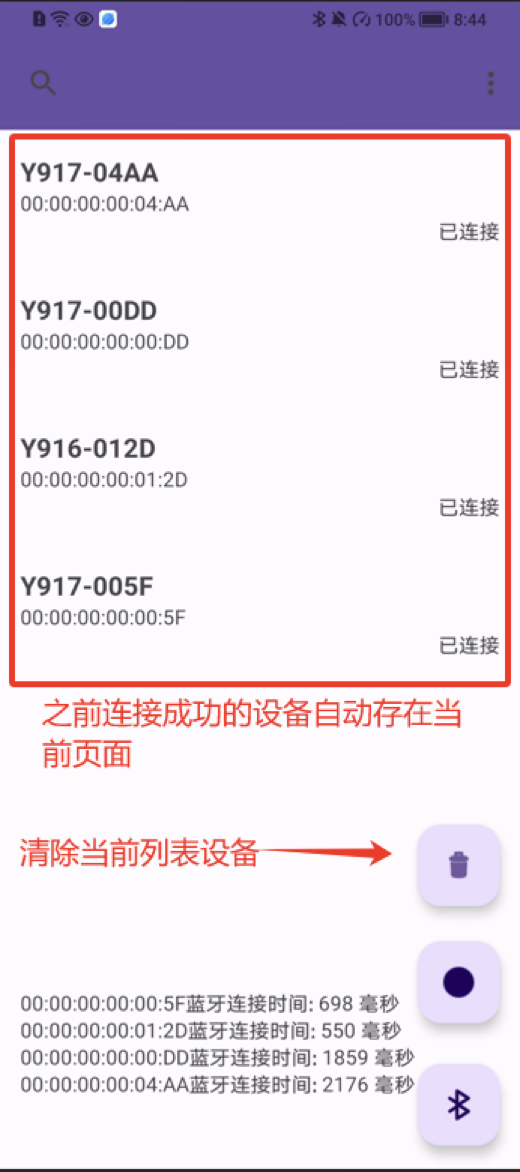 100% 8:44
Y917-04AA
00:00:00:00:04:AA
已连接
Y917-00DD
00:00:00:00:00:DD
已连接
Y916-012D
00:00:00:00:01:2D
已连接
Y917-005F
00:00:00:00:00:5F
已连接
之前连接成功的设备自动存在当
前页面
清除当前列表设备
00:00:00:00:00:5F蓝牙连接时间: 698 毫秒
00:00:00:00:01:2D蓝牙连接时间: 550 毫秒
00:00:00:00:00:DD蓝牙连接时间: 1859 毫秒
00:00:00:00:04:AA蓝牙连接时间: 2176 毫秒